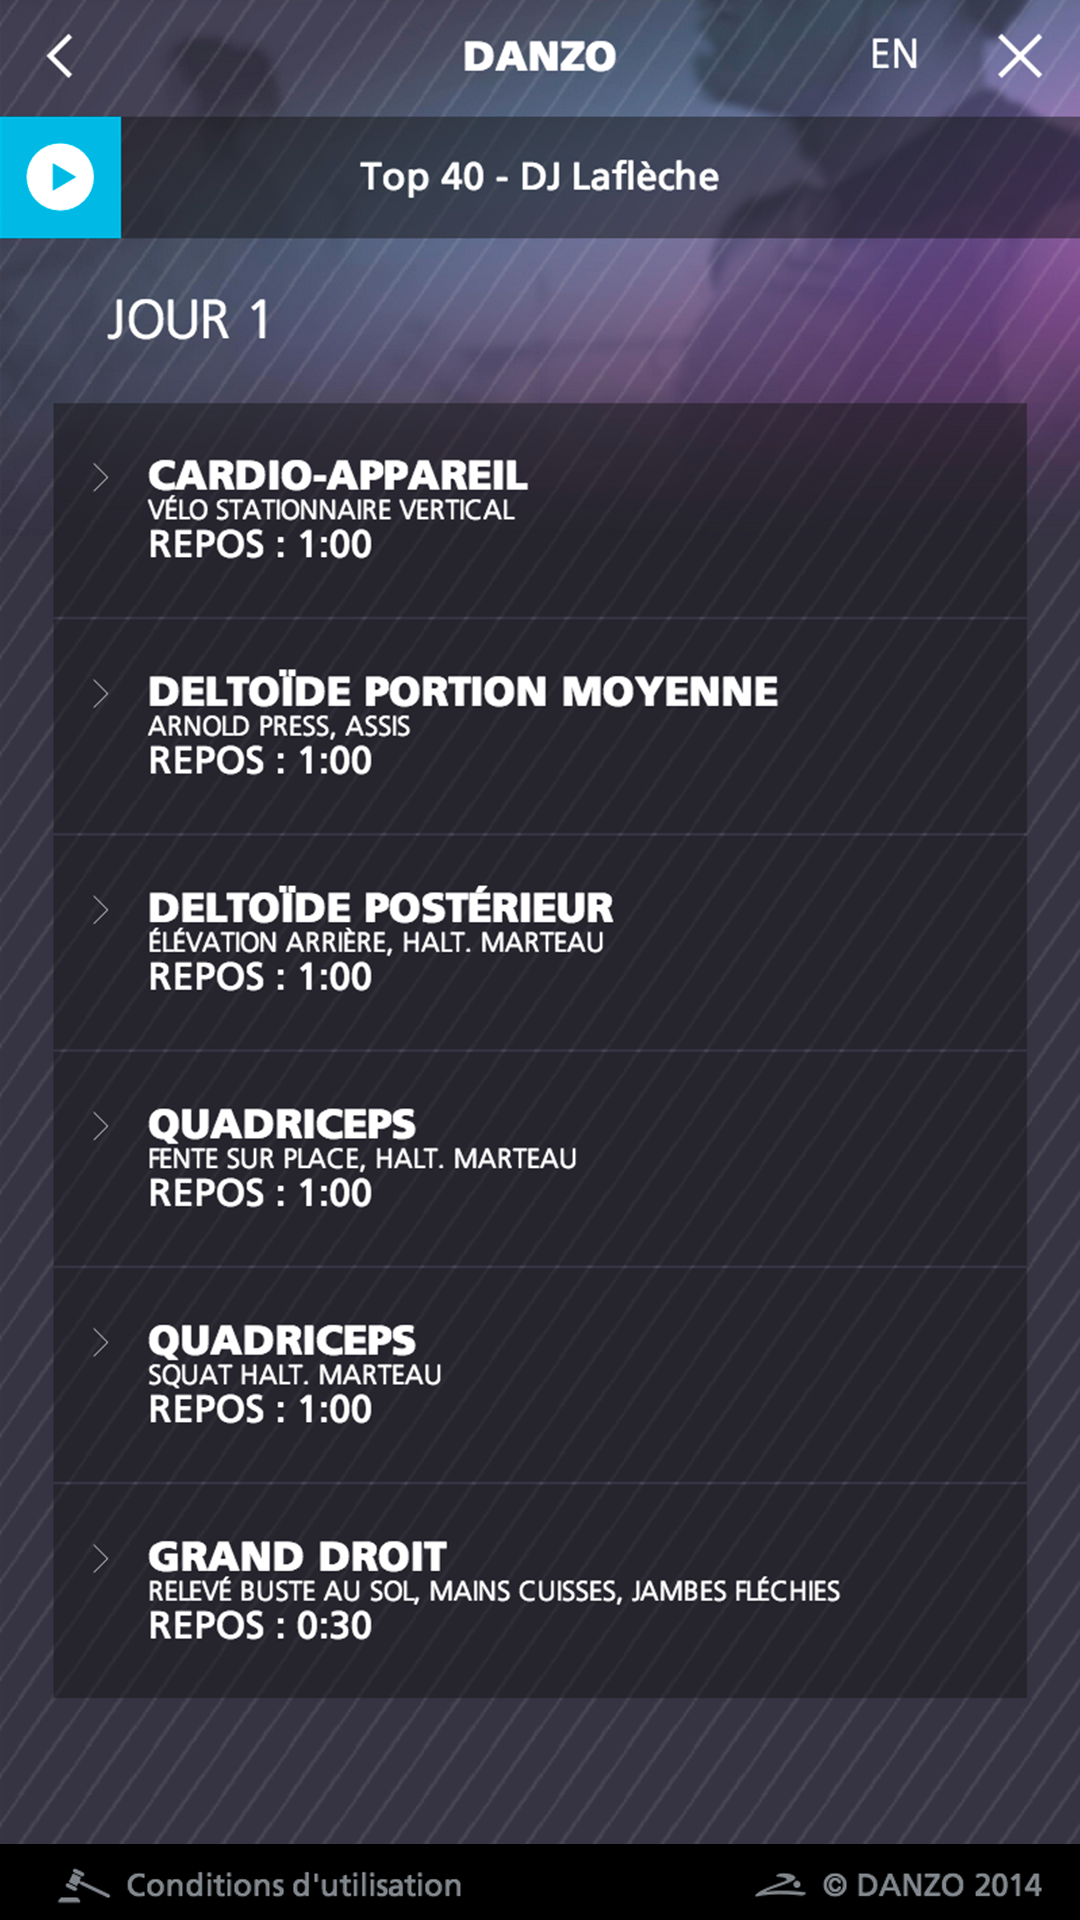 DANZO
EN
Top 40 - DJ Laflèche
JOUR 1
CARDIO-APPAREIL
VÉLO STATIONNAIRE VERTICAL
REPOS : 1:00
DELTOÏDE PORTION MOYENNE
ARNOLD PRESS, ASSIS
REPOS : 1:00
DELTOÏDE POSTÉRIEUR
ÉLÉVATION ARRIÈRE, HALT. MARTEAU
REPOS : 1:00
QUADRICEPS
FENTE SUR PLACE, HALT. MARTEAU
REPOS : 1:00
QUADRICEPS
SQUAT HALT. MARTEAU
REPOS : 1:00
GRAND DROIT
RELEVÉ BUSTE AU SOL, MAINS CUISSES, JAMBES FLÉCHIES
REPOS : 0:30
Conditions d'utilisation
© DANZO 2014